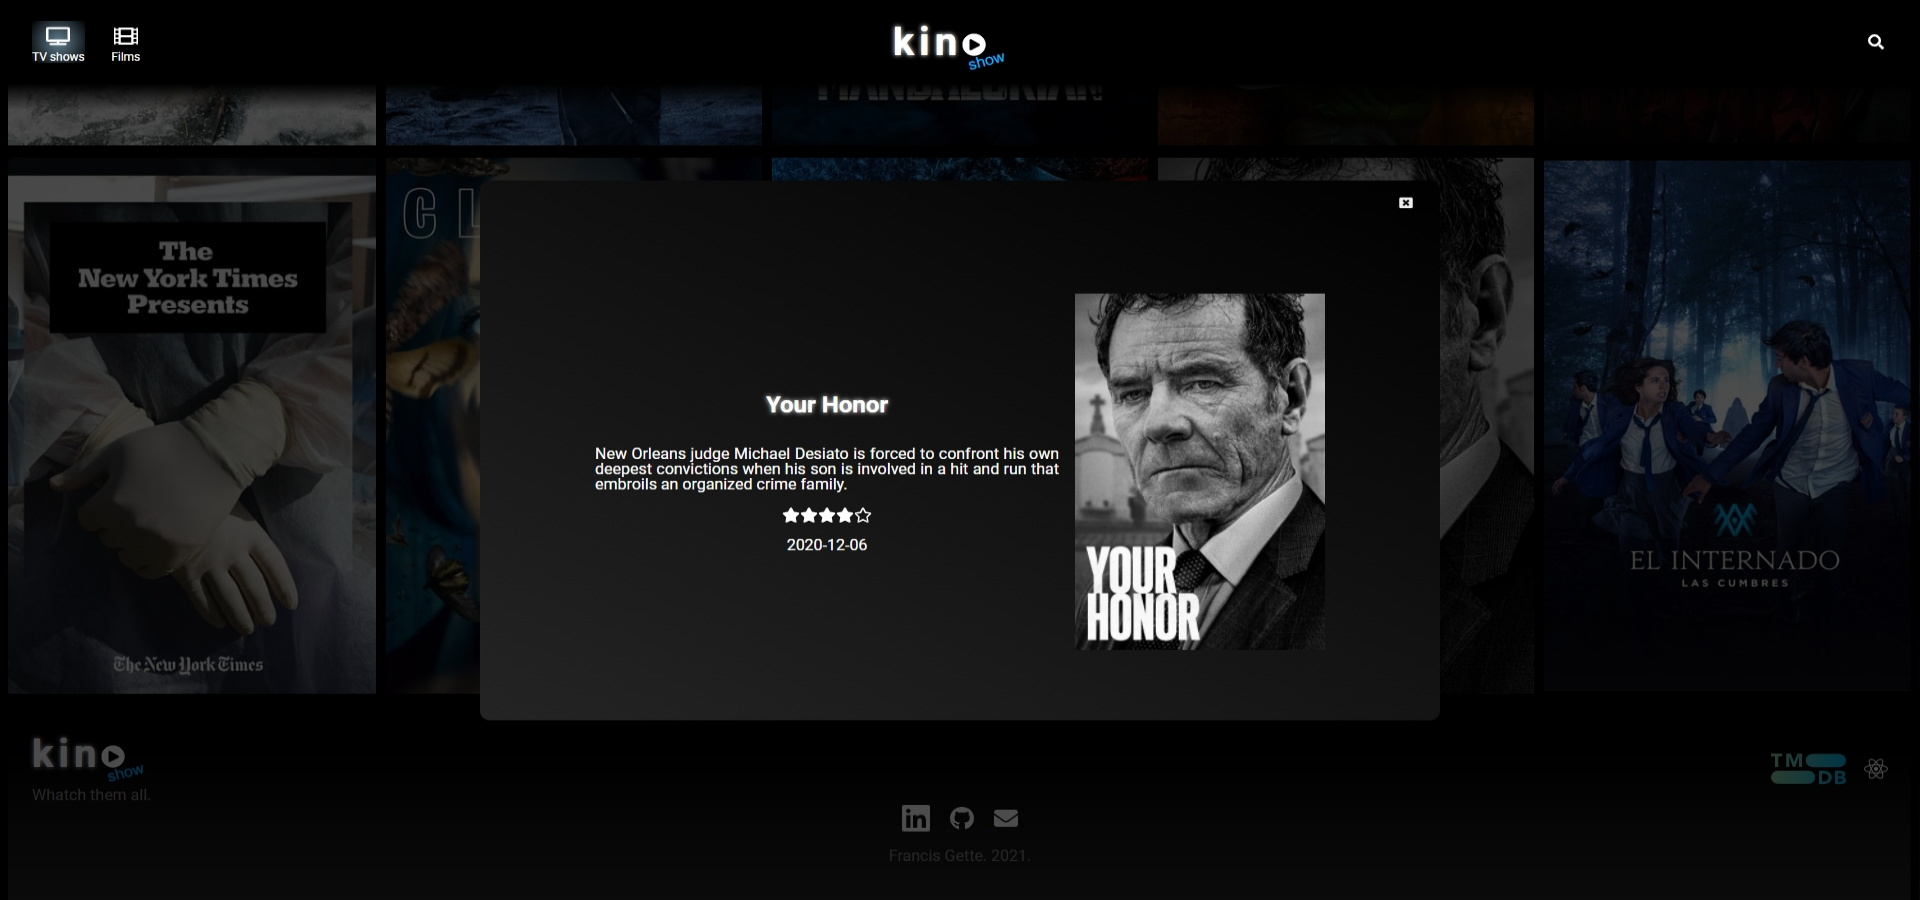 TV shows
Films
kino
show
MANDALORIAN
The
New York Times
Presents
The New York Times
C L
Your Honor
New Orleans judge Michael Desiato is forced to confront his own
deepest convictions when his son is involved in a hit and run that
embroils an organized crime family.
2020-12-06
YOUR
HONOR
EL INTERNADO
LAS CUMBRES
kino
show
Whatch them all.
TM
DB
in
Francis Gette. 2021.